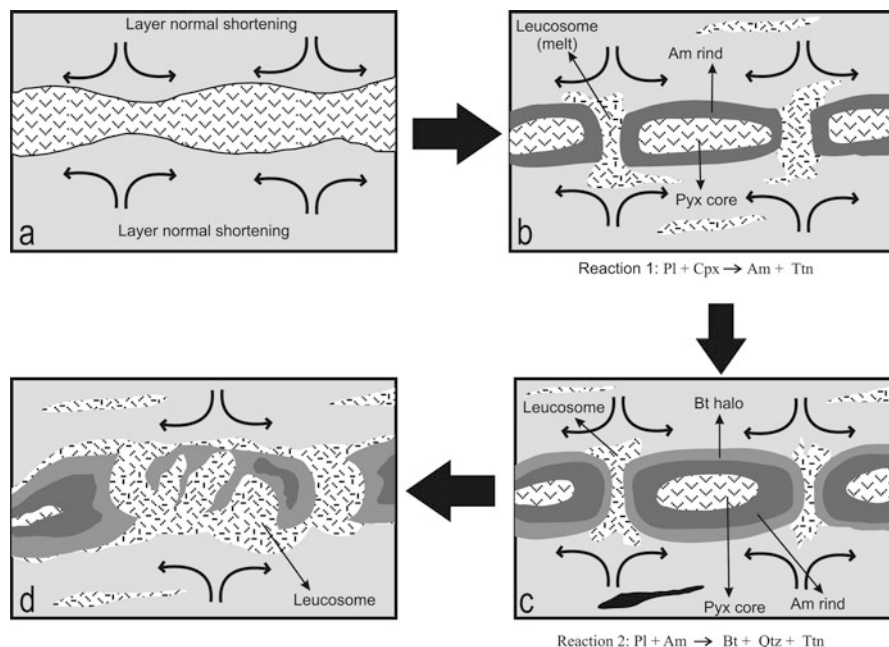 Layer normal shortening
Layer normal shortening
a
Leucosome
(melt)
Am rind
Pyx core
b
Reaction 1: Pl + Cpx → Am + Ttn
Leucosome
Bt halo
Pyx core
Am rind
c
Reaction 2: Pl + Am → Bt + Qtz + Ttn
Leucosome
d